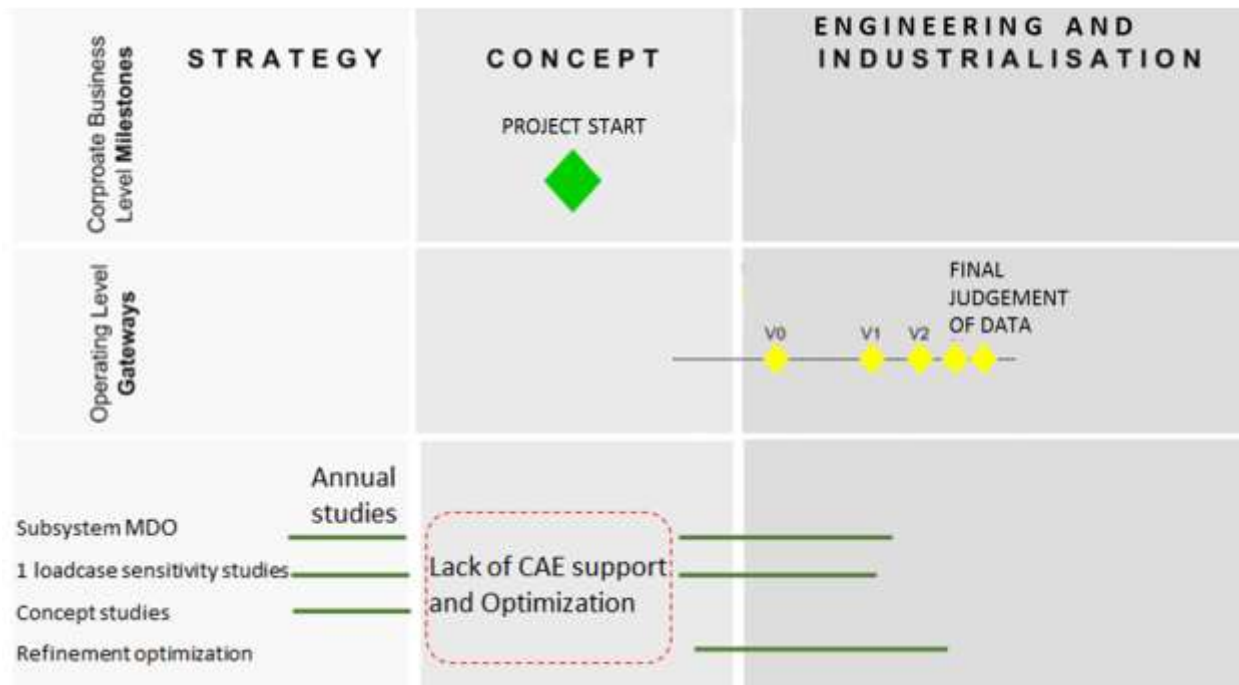 STRATEGY
CONCEPT
ENGINEERING AND
INDUSTRIALISATION
Corproate Business
Level Milestones
PROJECT START
Operating Level
Gateways
FINAL
JUDGEMENT
OF DATA
V0
V1
V2
Annual
studies
Subsystem MDO
1 loadcase sensitivity studies
Concept studies
Refinement optimization
Lack of CAE support
and Optimization